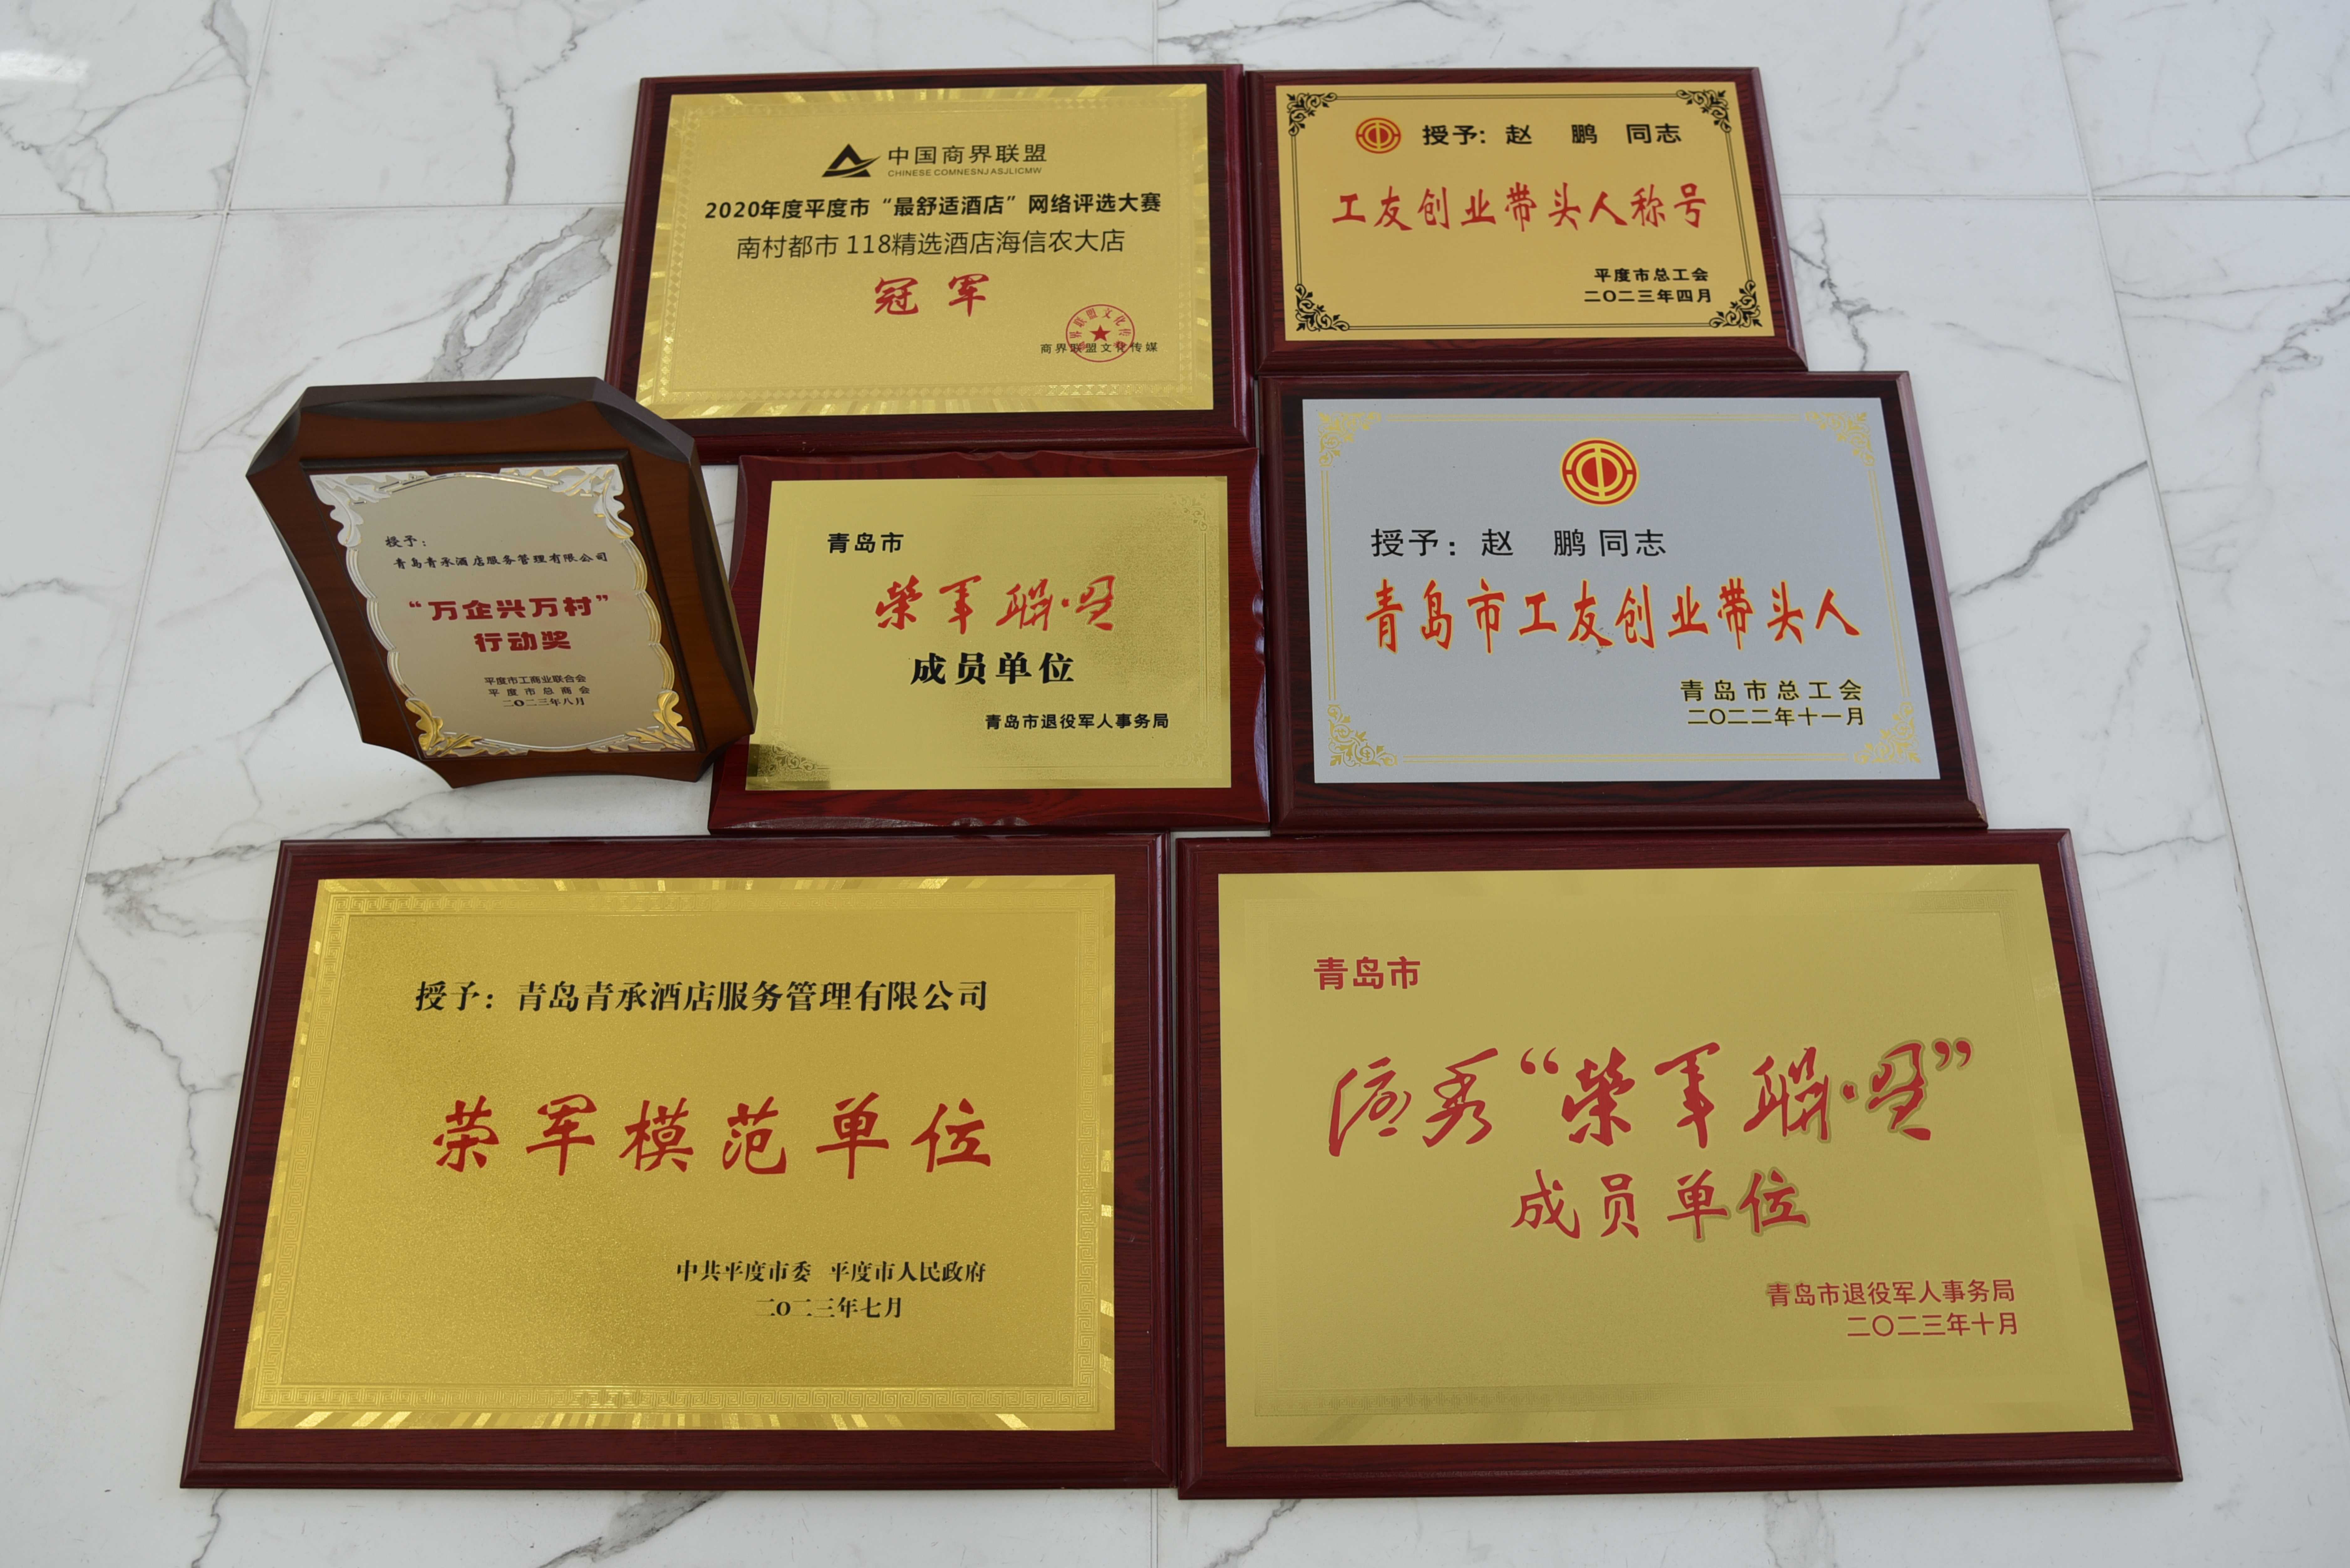 中国商界联盟
CHINESE COMNESNJASJLICMW
2020年度平度市“最舒适酒店”网络评选大赛
南村都市118精选酒店海信农大店
冠军
商界联盟文化传媒
商界联盟文化传
授予：赵 鹏 同志
工友创业带头人称号
平度市总工会
二〇二三年四月
授予：
青岛青承酒店服务管理有限公司
“万企兴万村”
行动奖
平度市工商业联合会
平度市总商会
二〇二三年八月
青岛市
榮军聯盟
成员单位
青岛市退役军人事务局
授予：赵 鹏同志
青岛市工友创业带头人
青岛市总工会
二〇二二年十一月
授予：青岛青承酒店服务管理有限公司
荣军模范单位
中共平度市委 平度市人民政府
二〇二三年七月
青岛市
优秀“榮军聯盟”
成员单位
青岛市退役军人事务局
二〇二三年十月